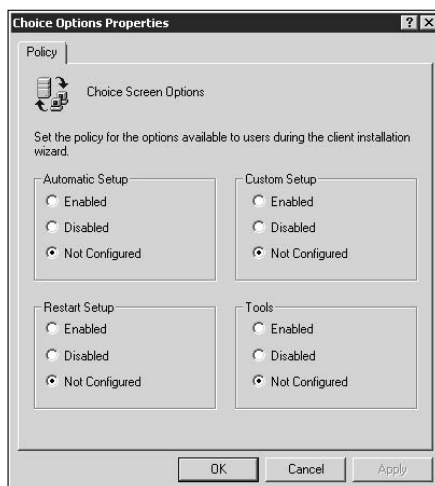 Choice Options Properties
Policy
Choice Screen Options
Set the policy for the options available to users during the client installation
wizard.
Automatic Setup
Enabled
Disabled
Not Configured
Custom Setup
Enabled
Disabled
Not Configured
Restart Setup
Enabled
Disabled
Not Configured
Tools
Enabled
Disabled
Not Configured
OK
Cancel
Apply